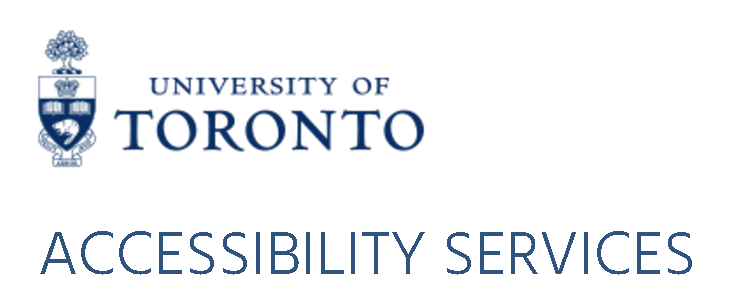 UNIVERSITY OF
TORONTO
ACCESSIBILITY SERVICES